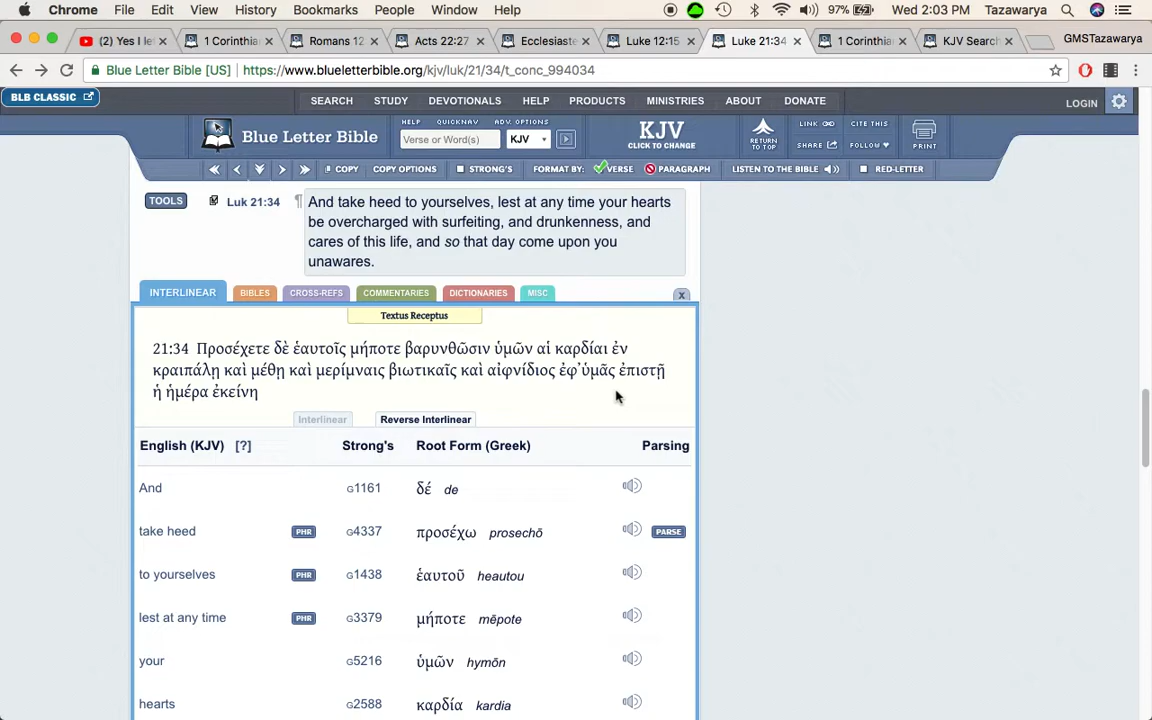 Chrome File Edit View History Bookmarks People Window Help 97% Wed 2:03 PM Tazawarya
(2) Yes I le 1 Corinthian Romans 12 Acts 22:27 Ecclesiaste Luke 12:15 Luke 21:34 1 Corinthia KJV Search GMSTazawarya
Blue Letter Bible [US] https://www.blueletterbible.org/kjv/luk/21/34/t_conc_994034
BLB CLASSIC
SEARCH STUDY DEVOTIONALS HELP PRODUCTS MINISTRIES ABOUT DONATE LOGIN
HELP QUICKNAV ADV. OPTIONS
Blue Letter Bible Verse or Word(s) KJV
KJV
CLICK TO CHANGE
RETURN
TO TOP
LINK CITE THIS
SHARE FOLLOW
PRINT
COPY COPY OPTIONS STRONG'S FORMAT BY: VERSE PARAGRAPH LISTEN TO THE BIBLE RED-LETTER
TOOLS Luk 21:34 ¶ And take heed to yourselves, lest at any time your hearts
be overcharged with surfeiting, and drunkenness, and
cares of this life, and so that day come upon you
unawares.
INTERLINEAR BIBLES CROSS-REFS COMMENTARIES DICTIONARIES MISC x
Textus Receptus
21:34 Προσέχετε δὲ ἑαυτοῖς μήποτε βαρυνθῶσιν ὑμῶν αἱ καρδίαι ἐν
κραιπάλῃ καὶ μέθῃ καὶ μερίμναις βιωτικαῖς καὶ αἰφνίδιος ἐφ’ὑμᾶς ἐπιστῇ
ἡ ἡμέρα ἐκείνη
Interlinear Reverse Interlinear
English (KJV) [?] Strong's Root Form (Greek) Parsing
And G1161 δέ de
take heed PHR G4337 προσέχω prosechō PARSE
to yourselves PHR G1438 ἑαυτοῦ heautou
lest at any time PHR G3379 μήποτε mēpote
your G5216 ὑμῶν hymōn
hearts G2588 καρδία kardia